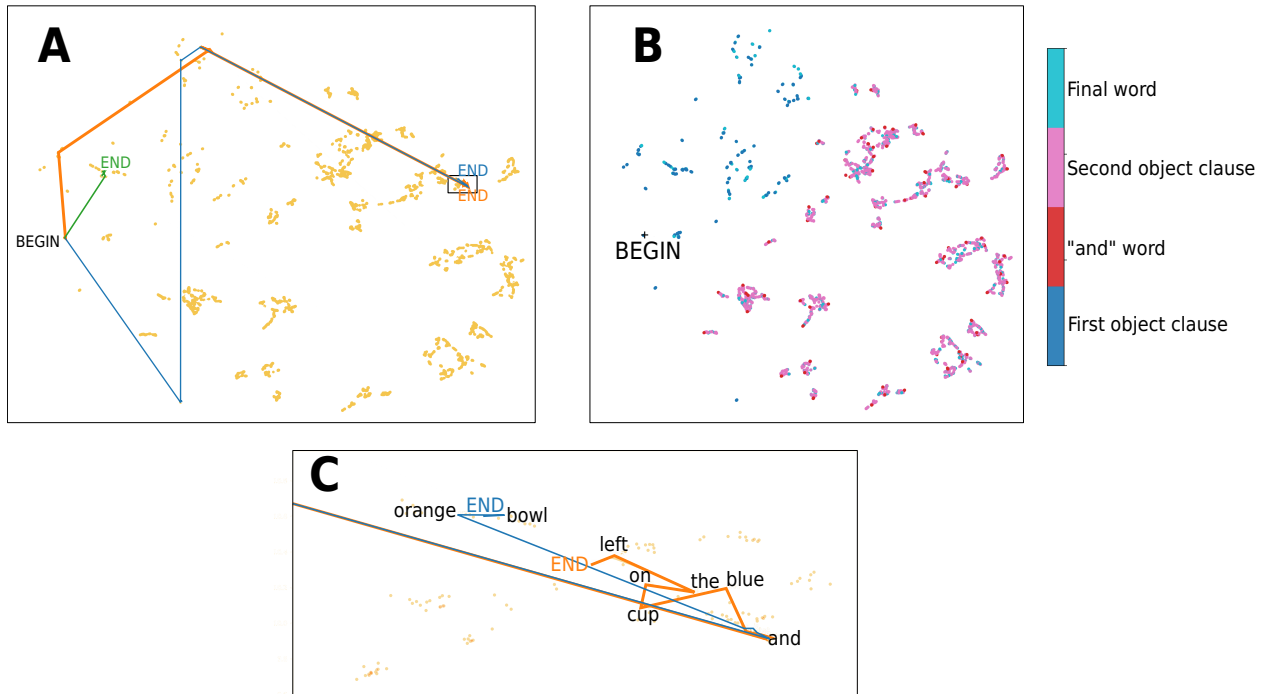 A
END
BEGIN
END
END
B
BEGIN
Final word
Second object clause
"and" word
First object clause
C
orange END bowl
left
END
on the blue
cup
and